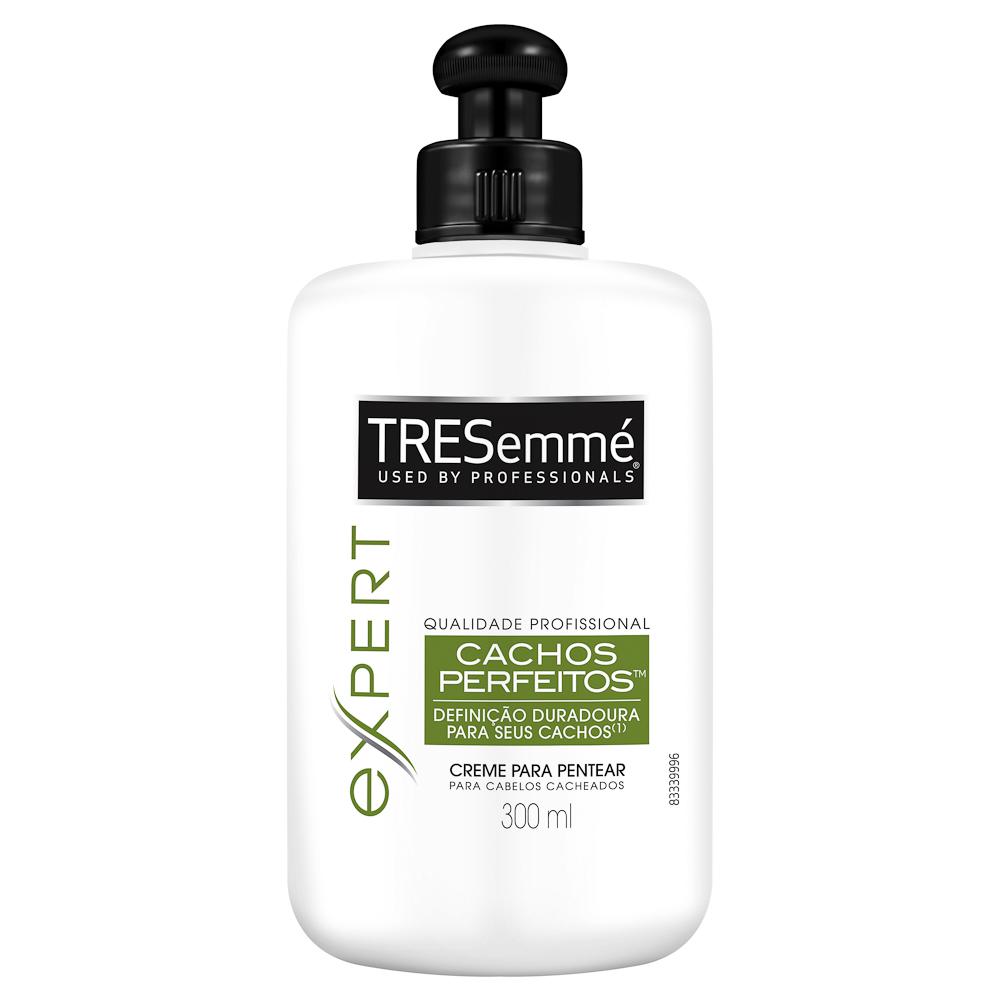 TRESemmé®
USED BY PROFESSIONALS
eXPERT
QUALIDADE PROFISSIONAL
CACHOS
PERFEITOS™
DEFINIÇÃO DURADOURA
PARA SEUS CACHOS(1)
CREME PARA PENTEAR
PARA CABELOS CACHEADOS
300 ml
83339996